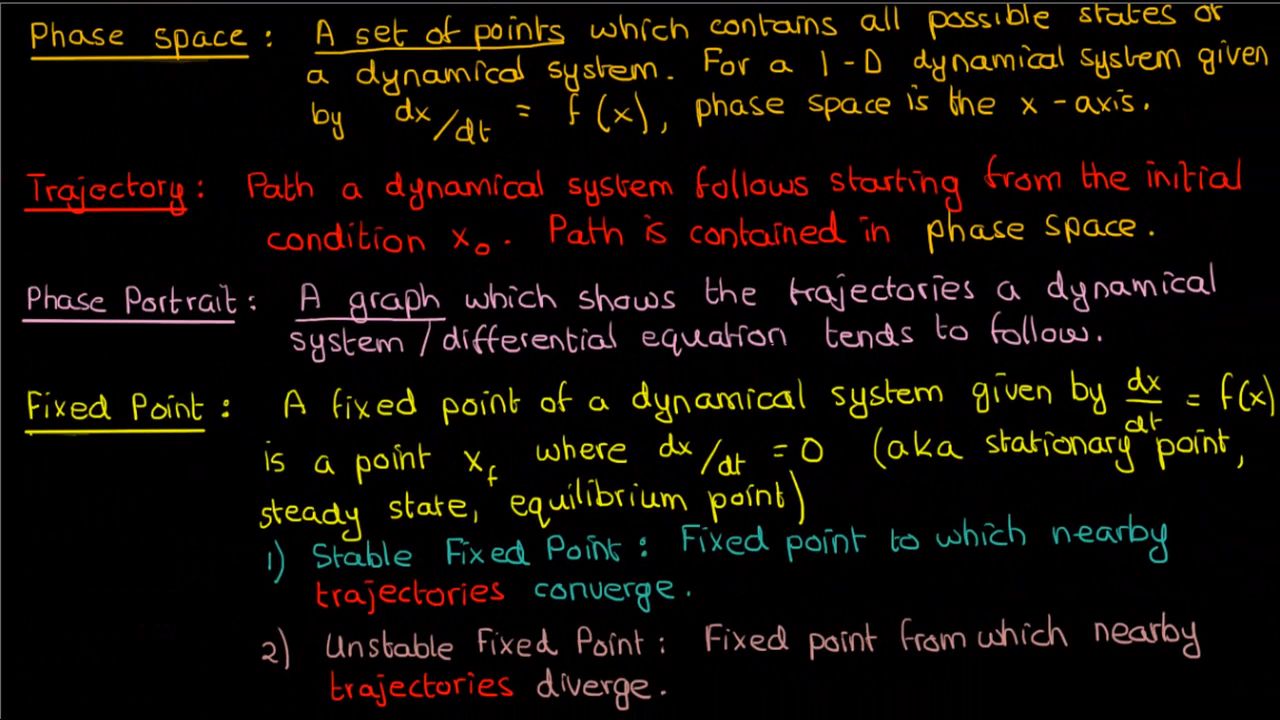 Phase space : A set of points which contains all possible states of
a dynamical system. For a 1-D dynamical system given
by dx/dt = f(x), phase space is the x-axis.
Trajectory : Path a dynamical system follows starting from the initial
condition x₀. Path is contained in phase space.
Phase Portrait : A graph which shows the trajectories a dynamical
system / differential equation tends to follow.
Fixed Point : A fixed point of a dynamical system given by dx/dt = f(x)
is a point x_f where dx/dt = 0 (aka stationary point,
steady state, equilibrium point)
1) Stable Fixed Point : Fixed point to which nearby
trajectories converge.
2) Unstable Fixed Point : Fixed point from which nearby
trajectories diverge.